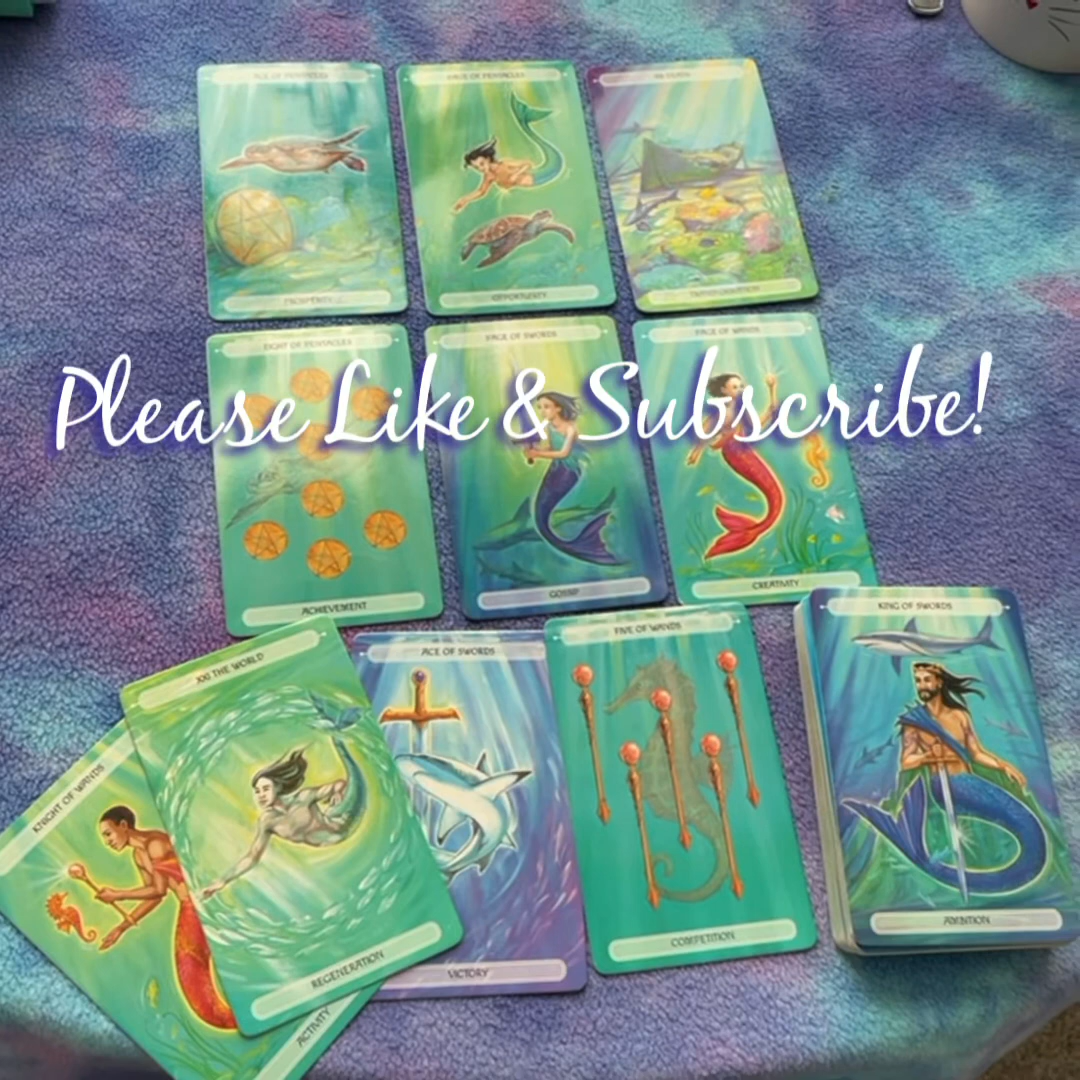 ACE OF PENTACLES
PAGE OF PENTACLES
PROSPERITY
OPPORTUNITY
TRANSFORMATION
EIGHT OF PENTACLES
PAGE OF SWORDS
PAGE OF WANDS
Please Like & Subscribe!
ACHIEVEMENT
GOSSIP
CREATIVITY
KNIGHT OF WANDS
XXI THE WORLD
ACE OF SWORDS
FIVE OF WANDS
KING OF SWORDS
ACTIVITY
REGENERATION
VICTORY
COMPETITION
AMBITION